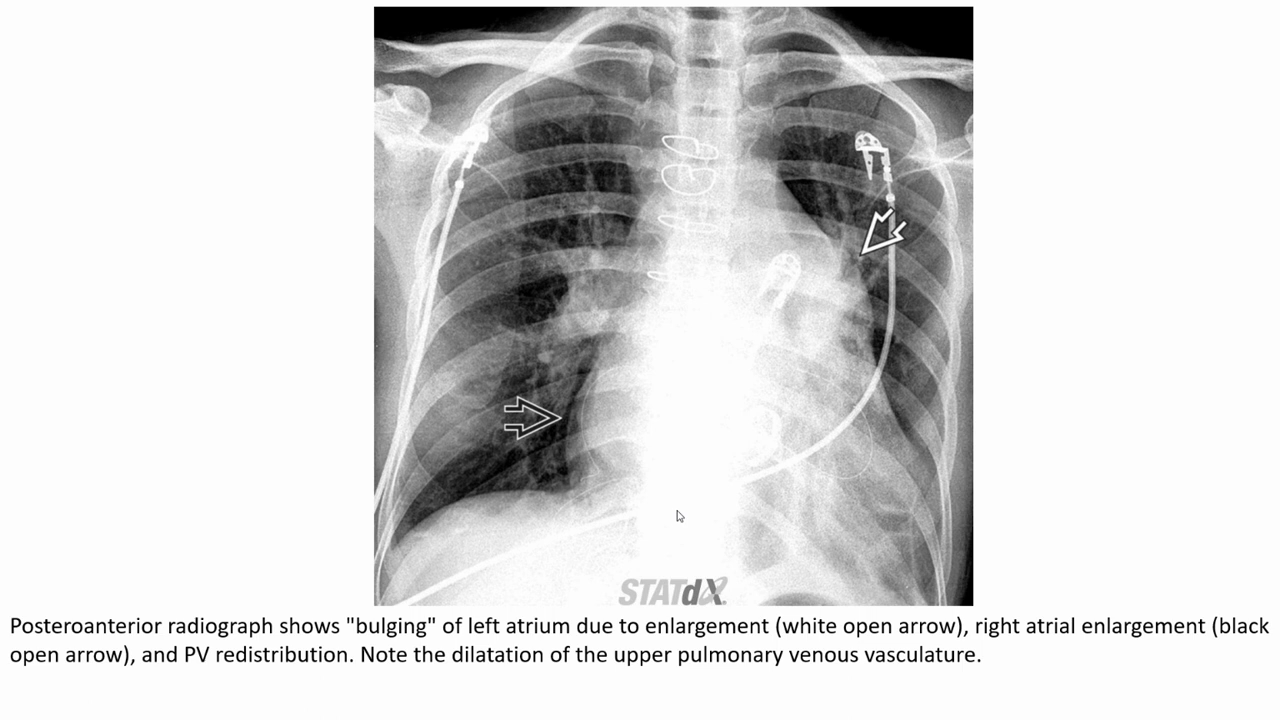 STATdX
Posteroanterior radiograph shows "bulging" of left atrium due to enlargement (white open arrow), right atrial enlargement (black
open arrow), and PV redistribution. Note the dilatation of the upper pulmonary venous vasculature.